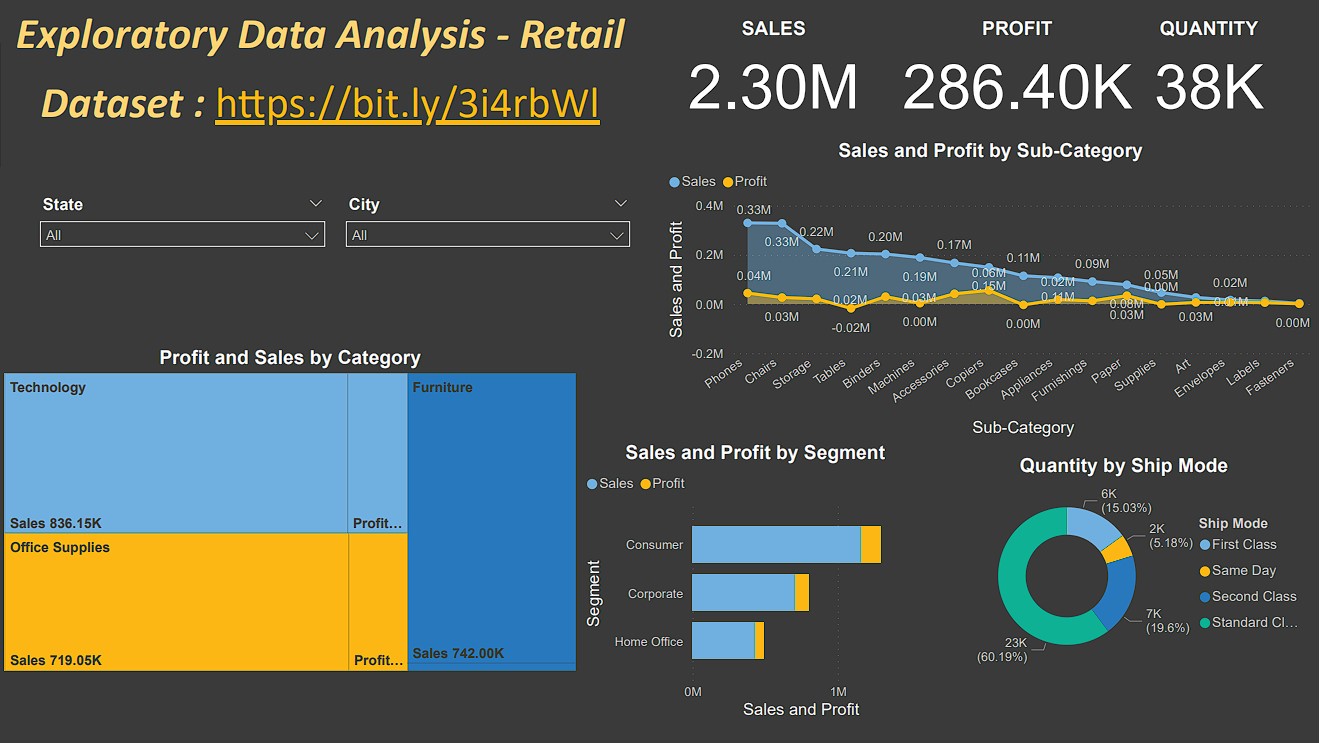 Exploratory Data Analysis - Retail
Dataset : https://bit.ly/3i4rbWl
SALES
2.30M
PROFIT
286.40K
QUANTITY
38K
State
All
City
All
Sales and Profit by Sub-Category
Sales Profit
Sales and Profit
0.4M
0.2M
0.0M
-0.2M
0.33M
0.33M
0.22M
0.21M
0.20M
0.19M
0.17M
0.15M
0.11M
0.11M
0.09M
0.08M
0.05M
0.03M
0.02M
0.04M
0.03M
0.02M
-0.02M
0.03M
0.00M
0.06M
0.00M
0.02M
0.03M
0.00M
0.00M
Phones
Chairs
Storage
Tables
Binders
Machines
Accessories
Copiers
Bookcases
Appliances
Furnishings
Paper
Supplies
Art
Envelopes
Labels
Fasteners
Sub-Category
Profit and Sales by Category
Technology
Sales 836.15K
Profit...
Office Supplies
Sales 719.05K
Profit...
Furniture
Sales 742.00K
Sales and Profit by Segment
Sales Profit
Segment
Consumer
Corporate
Home Office
0M
1M
Sales and Profit
Quantity by Ship Mode
6K
(15.03%)
2K
(5.18%)
7K
(19.6%)
23K
(60.19%)
Ship Mode
First Class
Same Day
Second Class
Standard Cl...